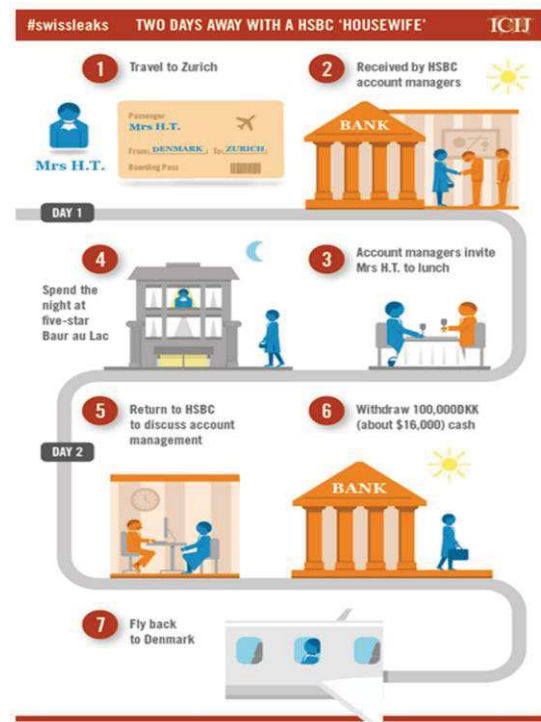 #swissleaks TWO DAYS AWAY WITH A HSBC ‘HOUSEWIFE’ ICIJ
1 Travel to Zurich
Passenger
Mrs H.T.
From: DENMARK To: ZURICH
Boarding Pass
Mrs H.T.
2 Received by HSBC
account managers
BANK
DAY 1
3 Account managers invite
Mrs H.T. to lunch
4
Spend the
night at
five-star
Baur au Lac
5 Return to HSBC
to discuss account
management
DAY 2
6 Withdraw 100,000DKK
(about $16,000) cash
BANK
7 Fly back
to Denmark